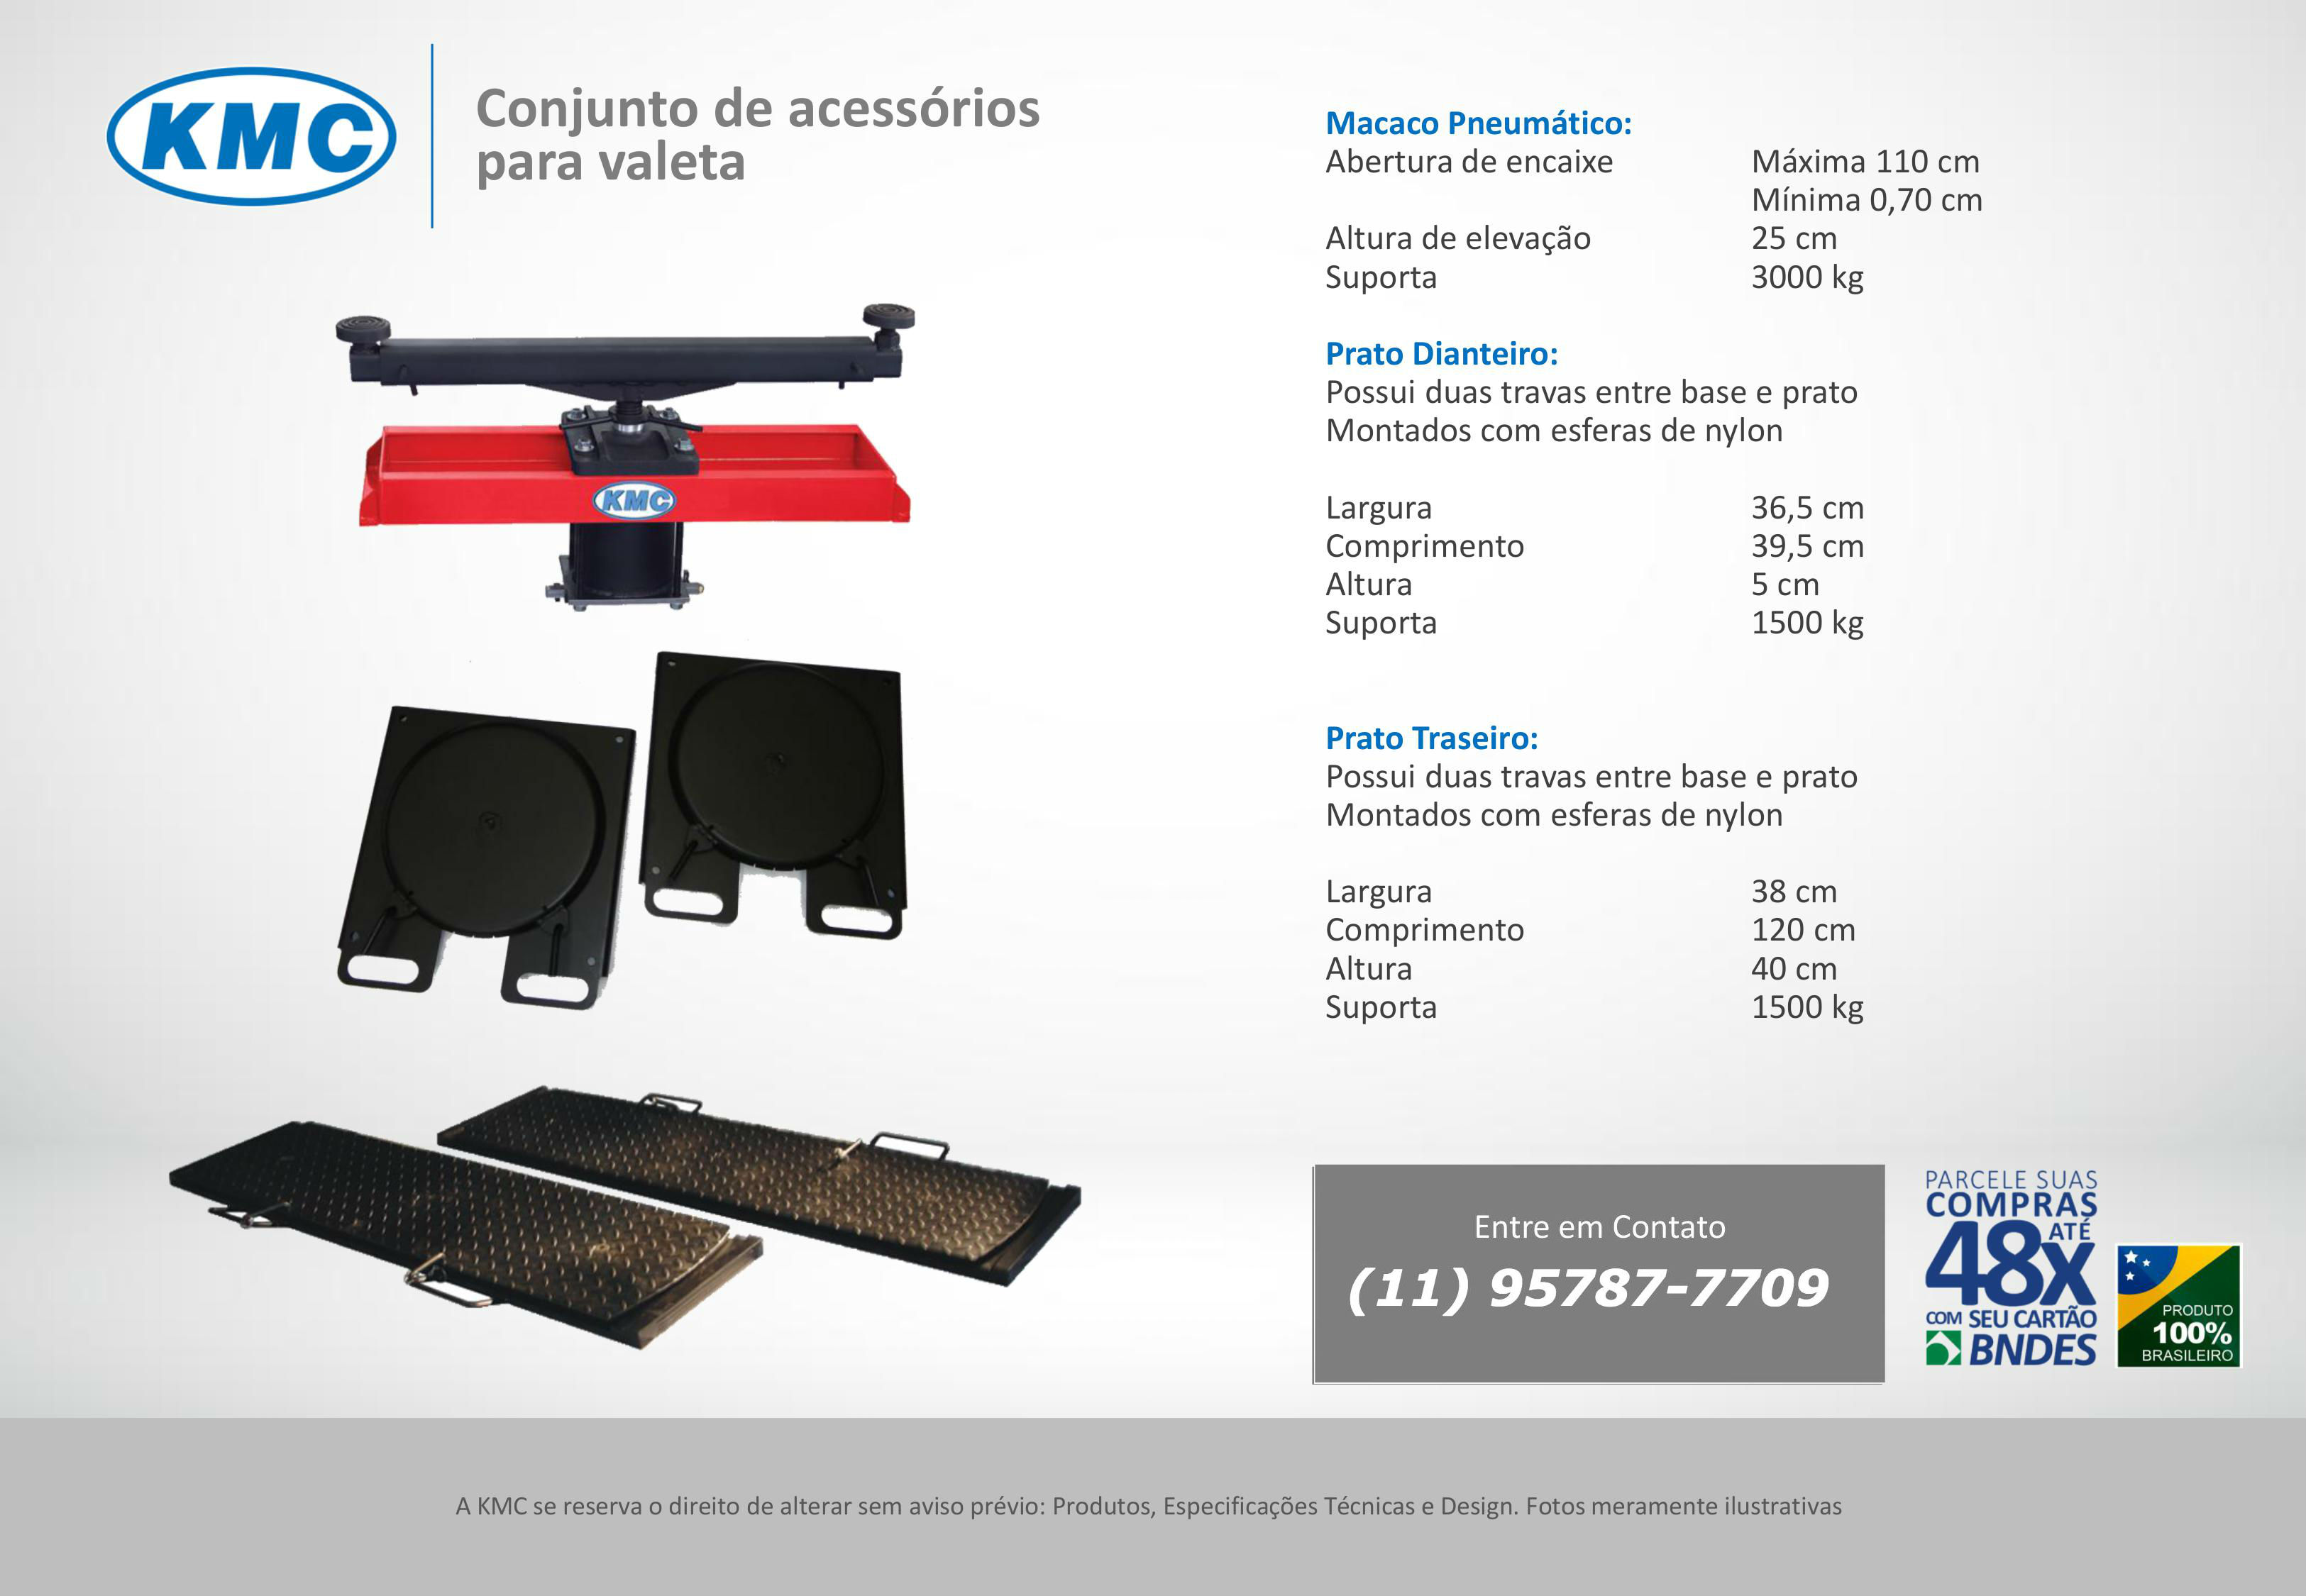 KMC
Conjunto de acessórios
para valeta
KMC
Macaco Pneumático:
Abertura de encaixe Máxima 110 cm
Mínima 0,70 cm
Altura de elevação 25 cm
Suporta 3000 kg
Prato Dianteiro:
Possui duas travas entre base e prato
Montados com esferas de nylon
Largura 36,5 cm
Comprimento 39,5 cm
Altura 5 cm
Suporta 1500 kg
Prato Traseiro:
Possui duas travas entre base e prato
Montados com esferas de nylon
Largura 38 cm
Comprimento 120 cm
Altura 40 cm
Suporta 1500 kg
Entre em Contato
(11) 95787-7709
PARCELE SUAS
COMPRAS
ATÉ
48X
COM SEU CARTÃO
BNDES
PRODUTO
100%
BRASILEIRO
A KMC se reserva o direito de alterar sem aviso prévio: Produtos, Especificações Técnicas e Design. Fotos meramente ilustrativas